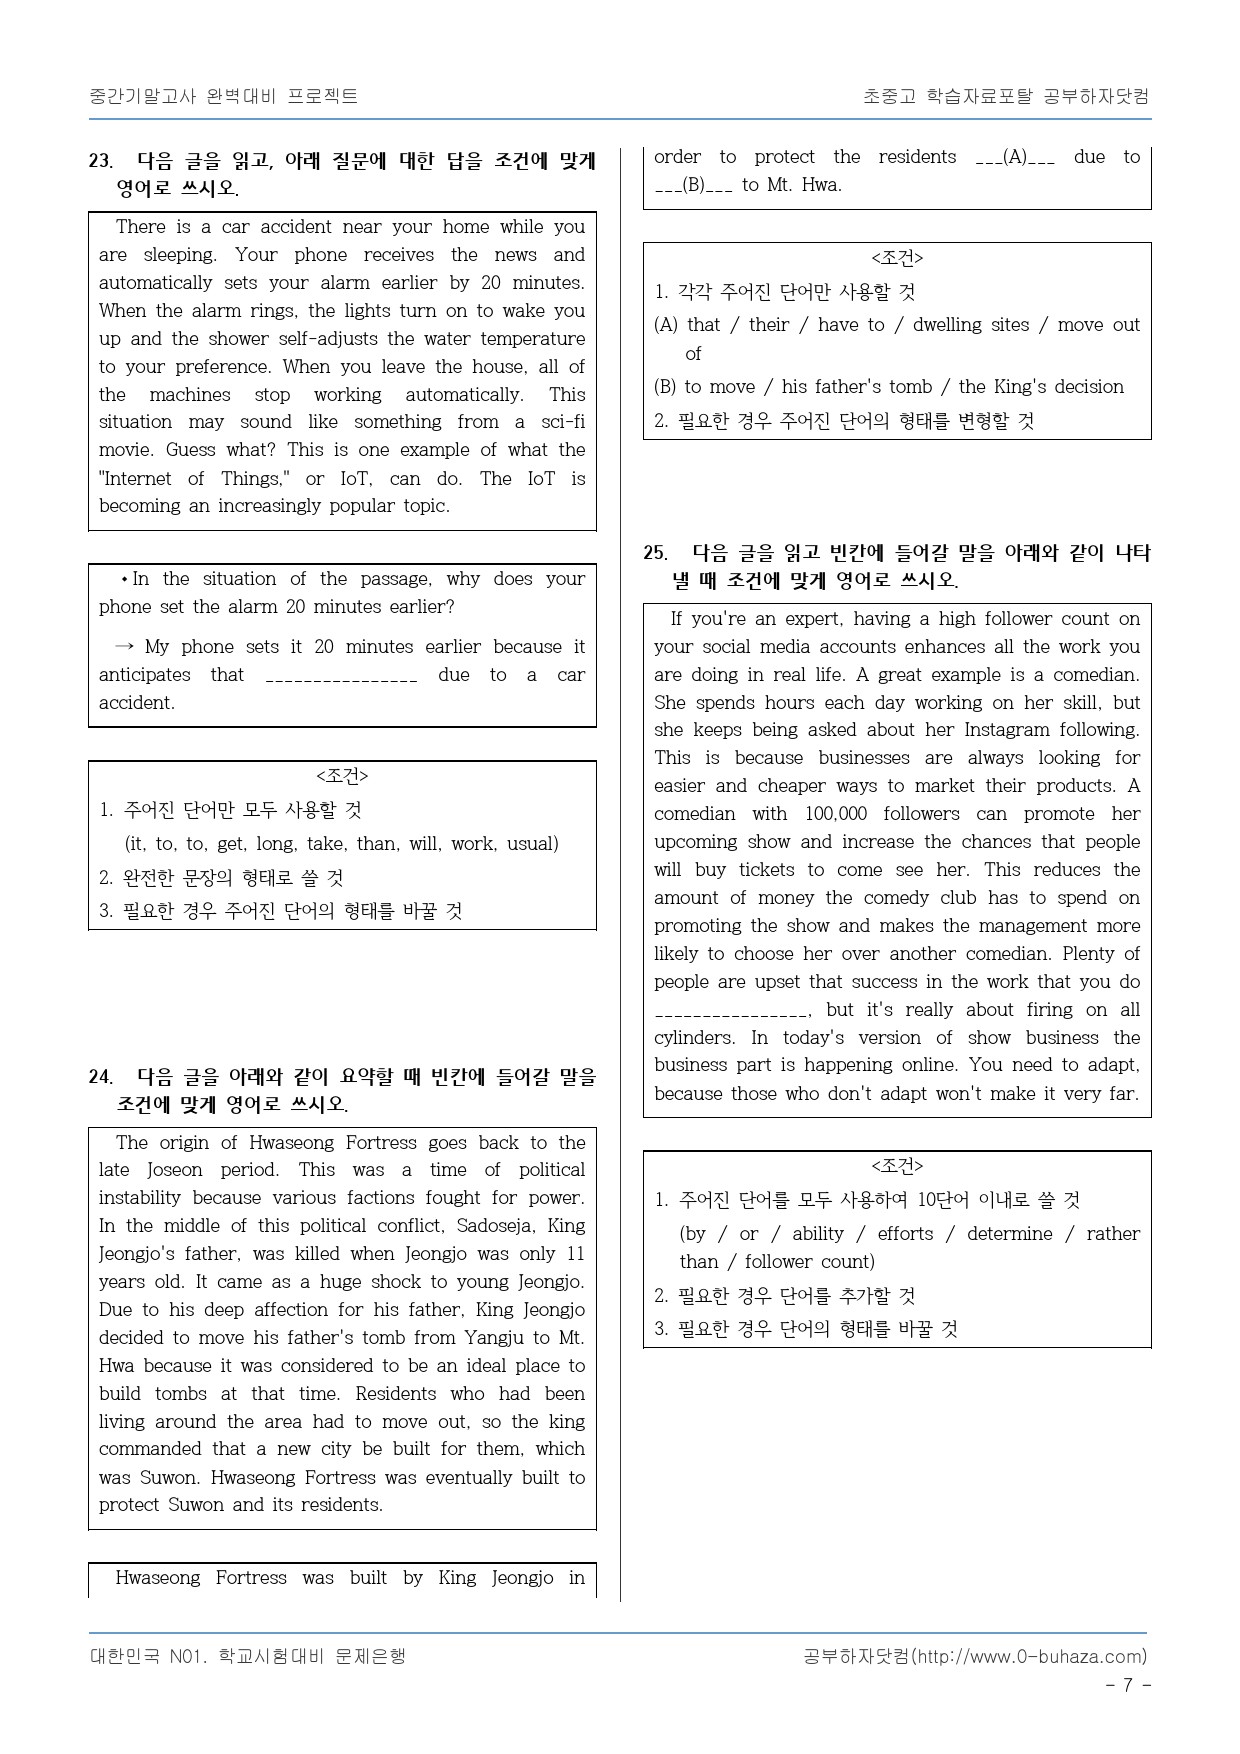 중간기말고사 완벽대비 프로젝트
초중고 학습자료포탈 공부하자닷컴
23. 다음 글을 읽고, 아래 질문에 대한 답을 조건에 맞게
영어로 쓰시오.
There is a car accident near your home while you
are sleeping. Your phone receives the news and
automatically sets your alarm earlier by 20 minutes.
When the alarm rings, the lights turn on to wake you
up and the shower self-adjusts the water temperature
to your preference. When you leave the house, all of
the machines stop working automatically. This
situation may sound like something from a sci-fi
movie. Guess what? This is one example of what the
"Internet of Things," or IoT, can do. The IoT is
becoming an increasingly popular topic.
•In the situation of the passage, why does your
phone set the alarm 20 minutes earlier?
→ My phone sets it 20 minutes earlier because it
anticipates that ________________ due to a car
accident.
<조건>
1. 주어진 단어만 모두 사용할 것
(it, to, to, get, long, take, than, will, work, usual)
2. 완전한 문장의 형태로 쓸 것
3. 필요한 경우 주어진 단어의 형태를 바꿀 것
24. 다음 글을 아래와 같이 요약할 때 빈칸에 들어갈 말을
조건에 맞게 영어로 쓰시오.
The origin of Hwaseong Fortress goes back to the
late Joseon period. This was a time of political
instability because various factions fought for power.
In the middle of this political conflict, Sadoseja, King
Jeongjo's father, was killed when Jeongjo was only 11
years old. It came as a huge shock to young Jeongjo.
Due to his deep affection for his father, King Jeongjo
decided to move his father's tomb from Yangju to Mt.
Hwa because it was considered to be an ideal place to
build tombs at that time. Residents who had been
living around the area had to move out, so the king
commanded that a new city be built for them, which
was Suwon. Hwaseong Fortress was eventually built to
protect Suwon and its residents.
Hwaseong Fortress was built by King Jeongjo in
order to protect the residents ___(A)___ due to
___(B)___ to Mt. Hwa.
<조건>
1. 각각 주어진 단어만 사용할 것
(A) that / their / have to / dwelling sites / move out
of
(B) to move / his father's tomb / the King's decision
2. 필요한 경우 주어진 단어의 형태를 변형할 것
25. 다음 글을 읽고 빈칸에 들어갈 말을 아래와 같이 나타
낼 때 조건에 맞게 영어로 쓰시오.
If you're an expert, having a high follower count on
your social media accounts enhances all the work you
are doing in real life. A great example is a comedian.
She spends hours each day working on her skill, but
she keeps being asked about her Instagram following.
This is because businesses are always looking for
easier and cheaper ways to market their products. A
comedian with 100,000 followers can promote her
upcoming show and increase the chances that people
will buy tickets to come see her. This reduces the
amount of money the comedy club has to spend on
promoting the show and makes the management more
likely to choose her over another comedian. Plenty of
people are upset that success in the work that you do
________________, but it's really about firing on all
cylinders. In today's version of show business the
business part is happening online. You need to adapt,
because those who don't adapt won't make it very far.
<조건>
1. 주어진 단어를 모두 사용하여 10단어 이내로 쓸 것
(by / or / ability / efforts / determine / rather
than / follower count)
2. 필요한 경우 단어를 추가할 것
3. 필요한 경우 단어의 형태를 바꿀 것
대한민국 N01. 학교시험대비 문제은행
공부하자닷컴(http://www.0-buhaza.com)
- 7 -